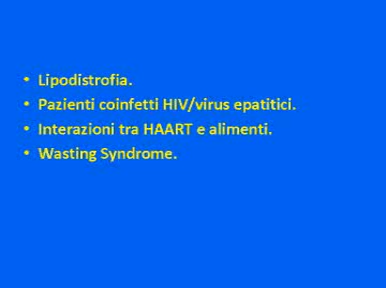 • Lipodistrofia.
• Pazienti coinfetti HIV/virus epatitici.
• Interazioni tra HAART e alimenti.
• Wasting Syndrome.